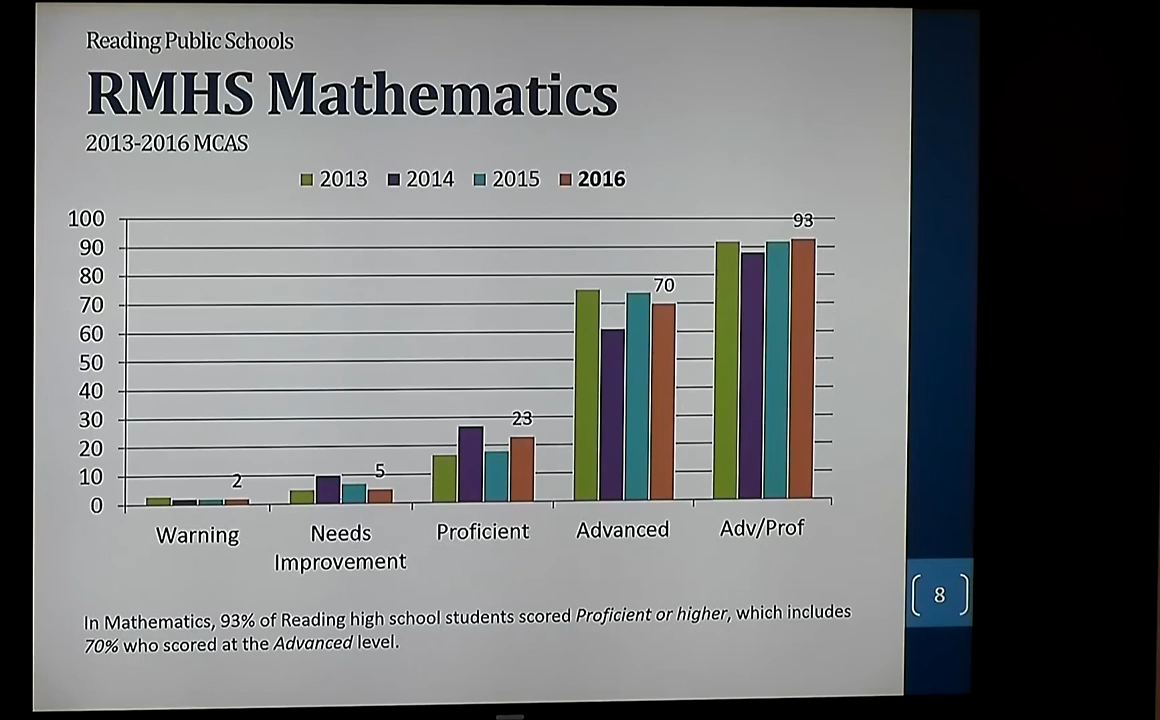 Reading Public Schools
RMHS Mathematics
2013-2016 MCAS
2013 2014 2015 2016
100
90
80
70
60
50
40
30
20
10
0
2
5
23
70
93
Warning
Needs Improvement
Proficient
Advanced
Adv/Prof
In Mathematics, 93% of Reading high school students scored Proficient or higher, which includes
70% who scored at the Advanced level.
8